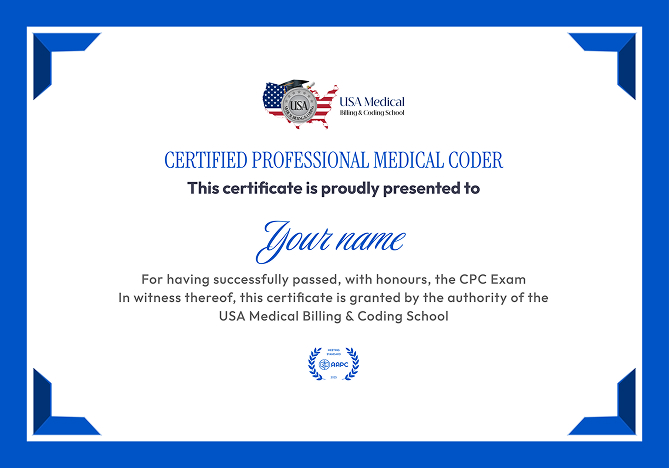 USA
USA Medical
Billing & Coding School
CERTIFIED PROFESSIONAL MEDICAL CODER
This certificate is proudly presented to
Your name
For having successfully passed, with honours, the CPC Exam
In witness thereof, this certificate is granted by the authority of the
USA Medical Billing & Coding School
AAPC